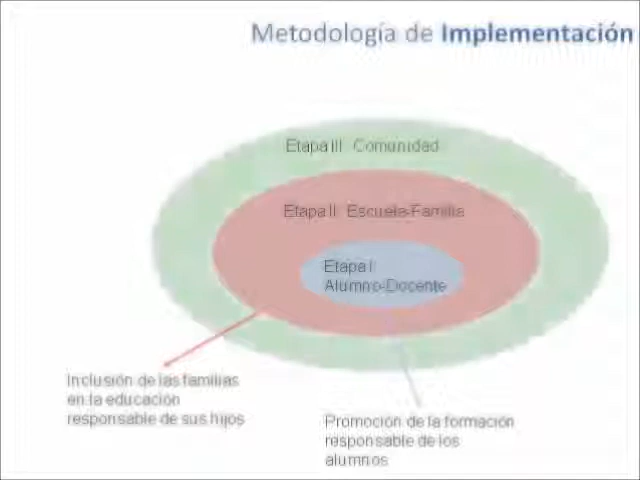 Metodología de Implementación
Etapa III: Comunidad
Etapa II: Escuela-Familia
Etapa I:
Alumno-Docente
Inclusión de las familias
en la educación
responsable de sus hijos
Promoción de la formación
responsable de los
alumnos